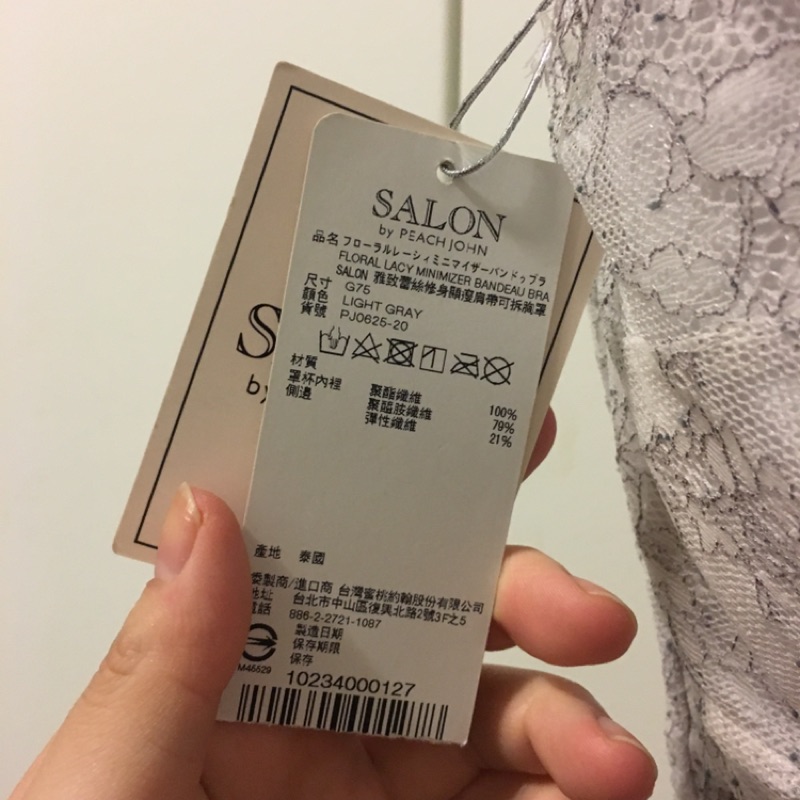 SALON
by PEACH JOHN
品名 フローラルレーシィミニマイザーバンドゥブラ
FLORAL LACY MINIMIZER BANDEAU BRA
SALON 雅致蕾絲修身顯瘦肩帶可拆胸罩
尺寸 G75
顏色 LIGHT GRAY
貨號 PJ0625-20
材質
罩杯內裡 聚酯纖維 100%
側邊 聚醯胺纖維 79%
彈性纖維 21%
產地 泰國
委製商/進口商 台灣蜜桃約翰股份有限公司
地址 台北市中山區復興北路2號3F之5
電話 886-2-2721-1087
製造日期
保存期限
保存
M45529
10234000127
S
by